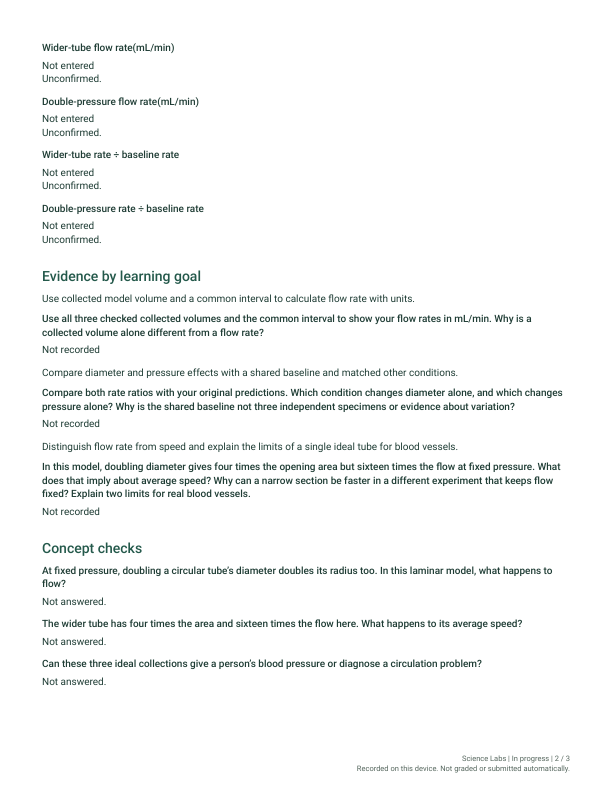 Wider-tube flow rate(mL/min)
Not entered
Unconfirmed.
Double-pressure flow rate(mL/min)
Not entered
Unconfirmed.
Wider-tube rate ÷ baseline rate
Not entered
Unconfirmed.
Double-pressure rate ÷ baseline rate
Not entered
Unconfirmed.
Evidence by learning goal
Use collected model volume and a common interval to calculate flow rate with units.
Use all three checked collected volumes and the common interval to show your flow rates in mL/min. Why is a
collected volume alone different from a flow rate?
Not recorded
Compare diameter and pressure effects with a shared baseline and matched other conditions.
Compare both rate ratios with your original predictions. Which condition changes diameter alone, and which changes
pressure alone? Why is the shared baseline not three independent specimens or evidence about variation?
Not recorded
Distinguish flow rate from speed and explain the limits of a single ideal tube for blood vessels.
In this model, doubling diameter gives four times the opening area but sixteen times the flow at fixed pressure. What
does that imply about average speed? Why can a narrow section be faster in a different experiment that keeps flow
fixed? Explain two limits for real blood vessels.
Not recorded
Concept checks
At fixed pressure, doubling a circular tube's diameter doubles its radius too. In this laminar model, what happens to
flow?
Not answered.
The wider tube has four times the area and sixteen times the flow here. What happens to its average speed?
Not answered.
Can these three ideal collections give a person's blood pressure or diagnose a circulation problem?
Not answered.
Science Labs | In progress | 2 / 3
Recorded on this device. Not graded or submitted automatically.